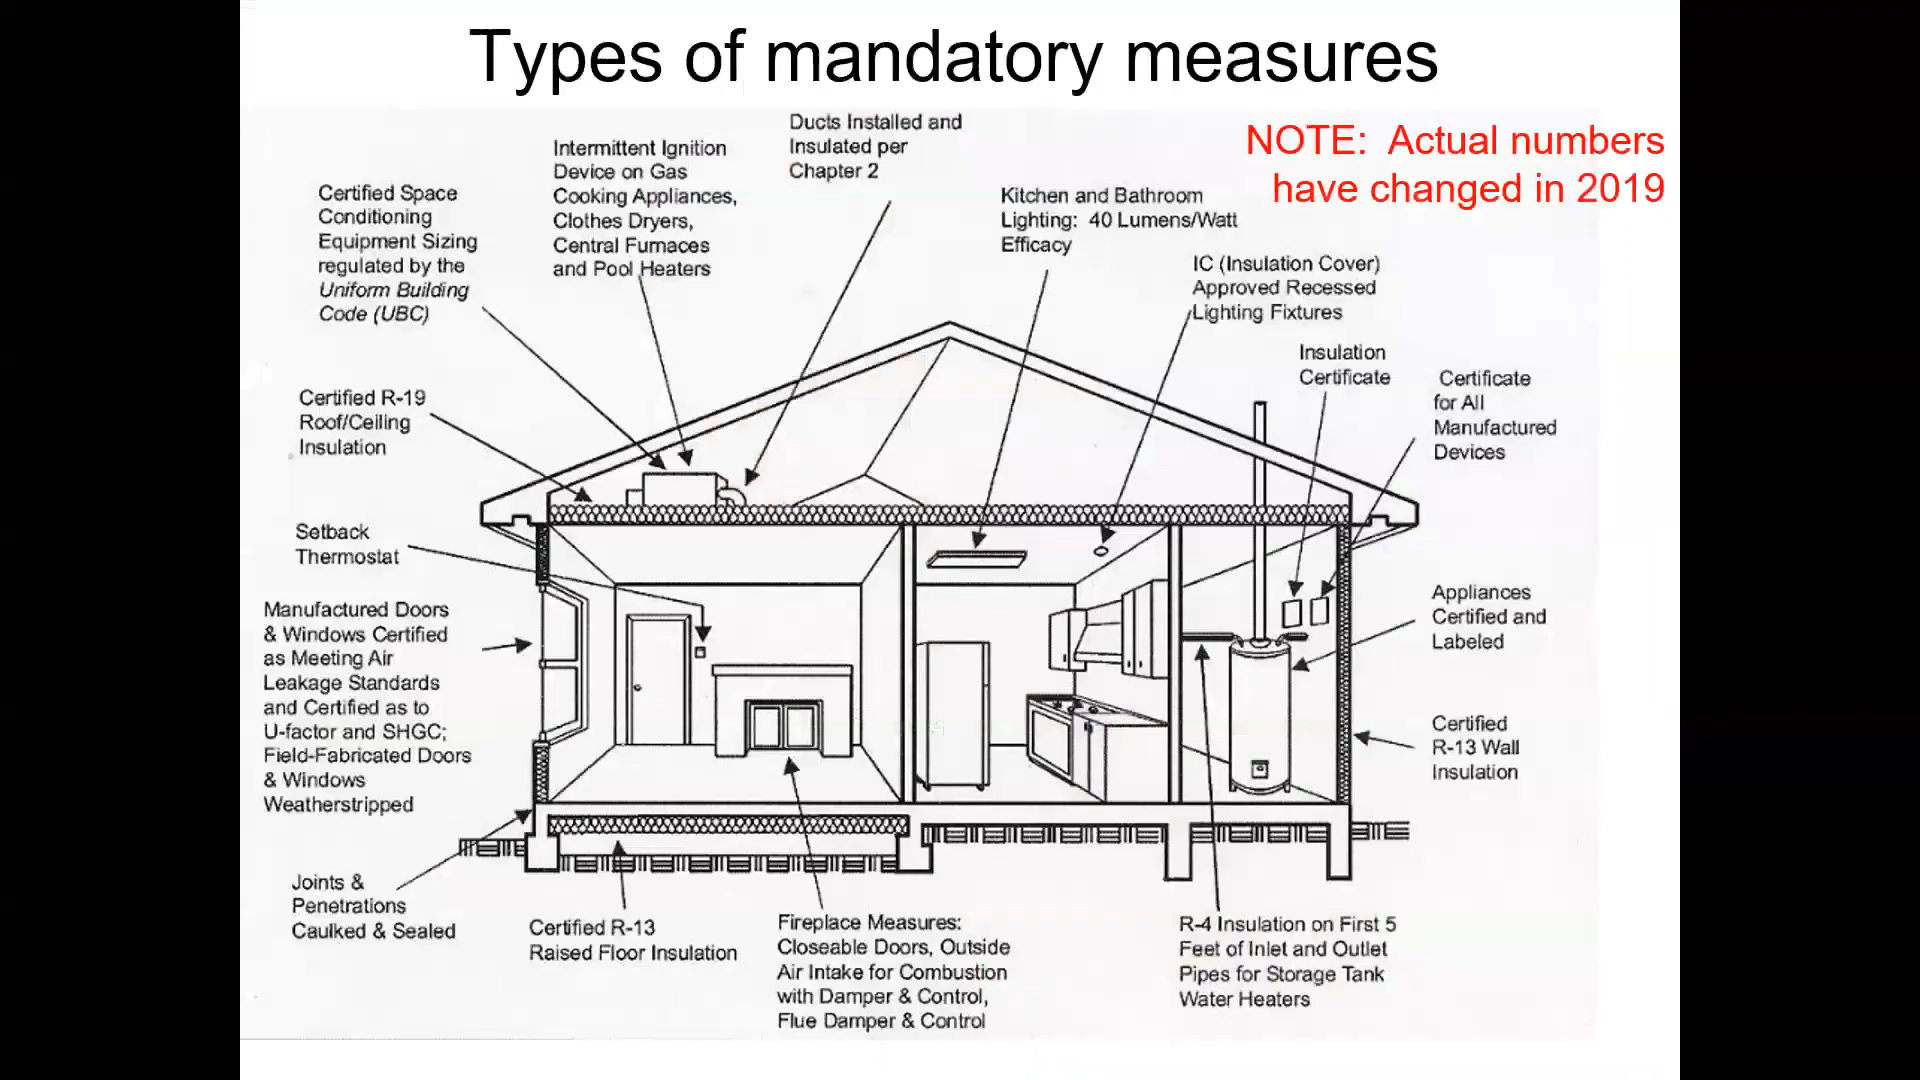 Types of mandatory measures
NOTE: Actual numbers
have changed in 2019
Ducts Installed and
Insulated per
Chapter 2
Intermittent Ignition
Device on Gas
Cooking Appliances,
Clothes Dryers,
Central Furnaces
and Pool Heaters
Certified Space
Conditioning
Equipment Sizing
regulated by the
Uniform Building
Code (UBC)
Kitchen and Bathroom
Lighting: 40 Lumens/Watt
Efficacy
IC (Insulation Cover)
Approved Recessed
Lighting Fixtures
Insulation
Certificate
Certificate
for All
Manufactured
Devices
Certified R-19
Roof/Ceiling
Insulation
Setback
Thermostat
Manufactured Doors
& Windows Certified
as Meeting Air
Leakage Standards
and Certified as to
U-factor and SHGC;
Field-Fabricated Doors
& Windows
Weatherstripped
Appliances
Certified and
Labeled
Certified
R-13 Wall
Insulation
Joints &
Penetrations
Caulked & Sealed
Certified R-13
Raised Floor Insulation
Fireplace Measures:
Closeable Doors, Outside
Air Intake for Combustion
with Damper & Control,
Flue Damper & Control
R-4 Insulation on First 5
Feet of Inlet and Outlet
Pipes for Storage Tank
Water Heaters